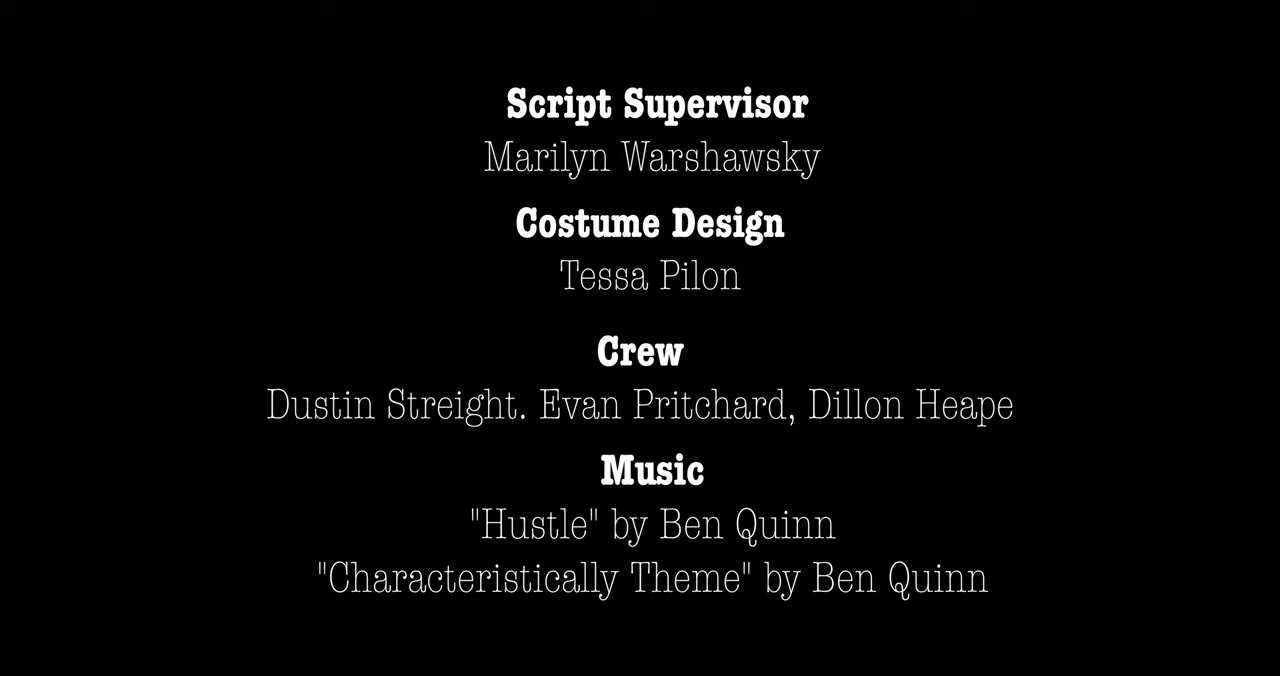 Script Supervisor
Marilyn Warshawsky
Costume Design
Tessa Pilon
Crew
Dustin Streight. Evan Pritchard, Dillon Heape
Music
"Hustle" by Ben Quinn
"Characteristically Theme" by Ben Quinn